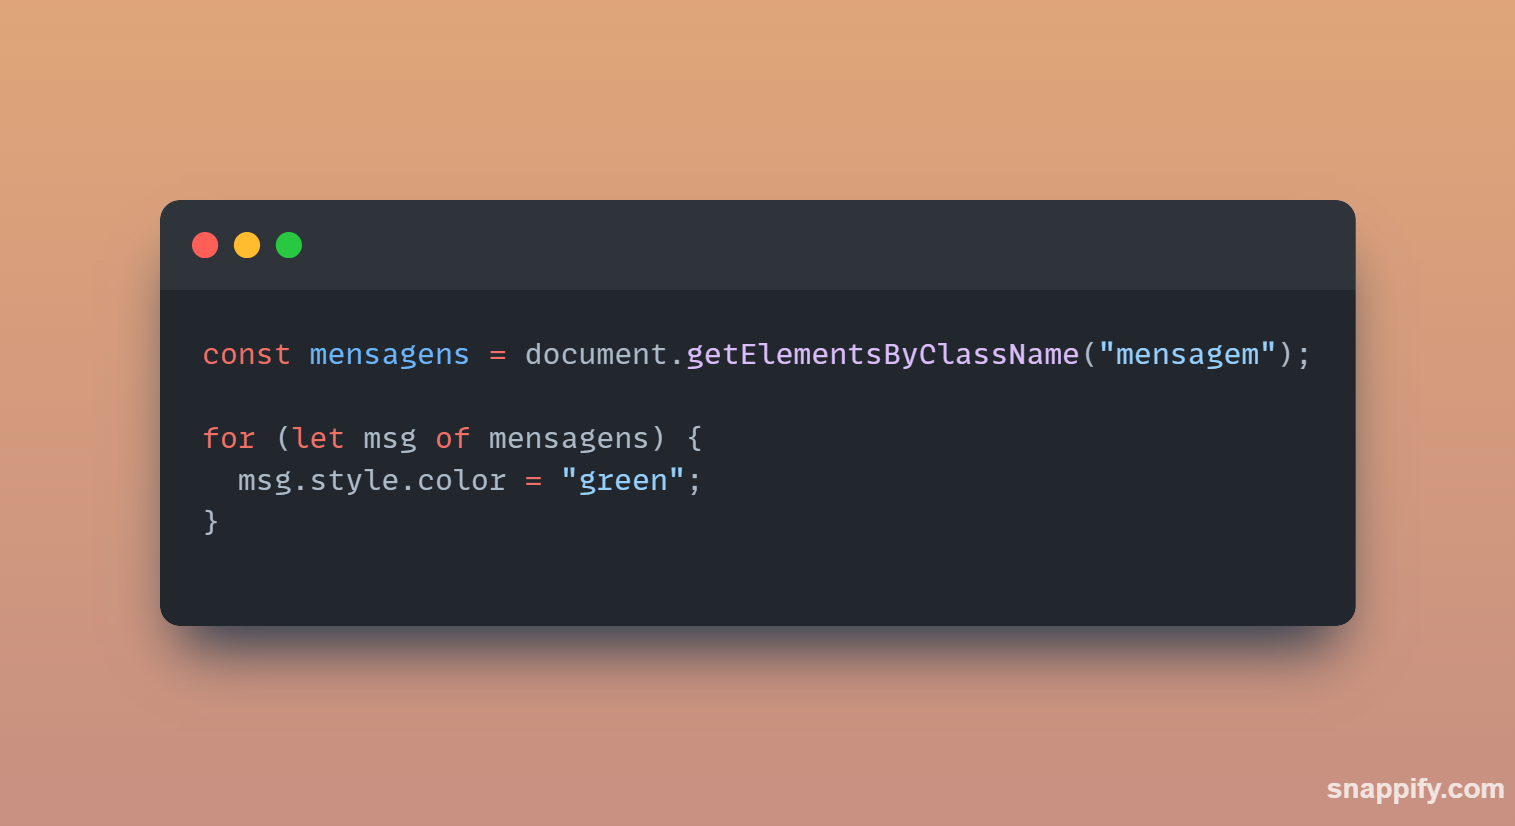 const mensagens = document.getElementsByClassName("mensagem");
for (let msg of mensagens) {
  msg.style.color = "green";
}
snappify.com